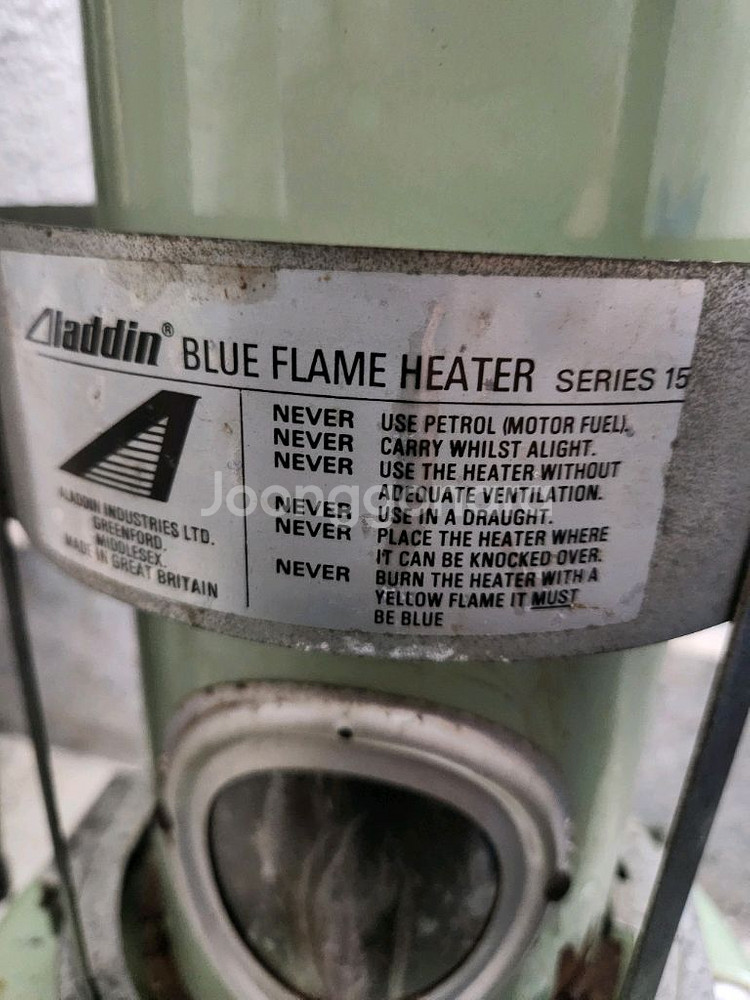 Aladdin® BLUE FLAME HEATER SERIES 15
NEVER USE PETROL (MOTOR FUEL).
NEVER CARRY WHILST ALIGHT.
NEVER USE THE HEATER WITHOUT
ADEQUATE VENTILATION.
NEVER USE IN A DRAUGHT.
NEVER PLACE THE HEATER WHERE
IT CAN BE KNOCKED OVER.
NEVER BURN THE HEATER WITH A
YELLOW FLAME IT MUST
BE BLUE
ALADDIN INDUSTRIES LTD.
GREENFORD.
MIDDLESEX.
MADE IN GREAT BRITAIN